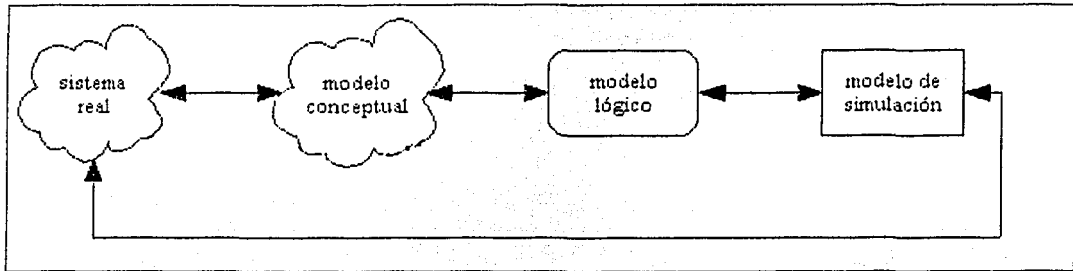 sistema
real
modelo
conceptual
modelo
lógico
modelo de
simulación